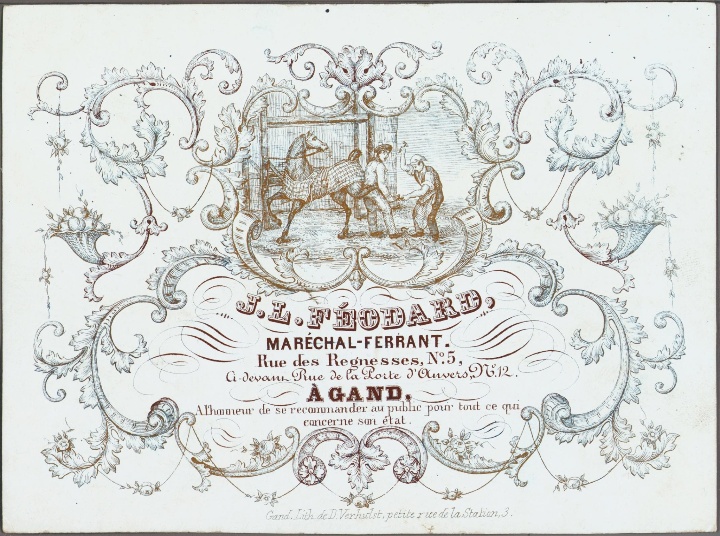 J. L. FÉODARD,
MARÉCHAL-FERRANT.
Rue des Regnesses, No. 5,
Ci-devant Rue de la Porte d'Anvers, No. 12.
À GAND,
A l'honneur de se recommander au public pour tout ce qui
concerne son état.
Gand, Lith. de D. Verhulst, petite rue de la Station, 3.